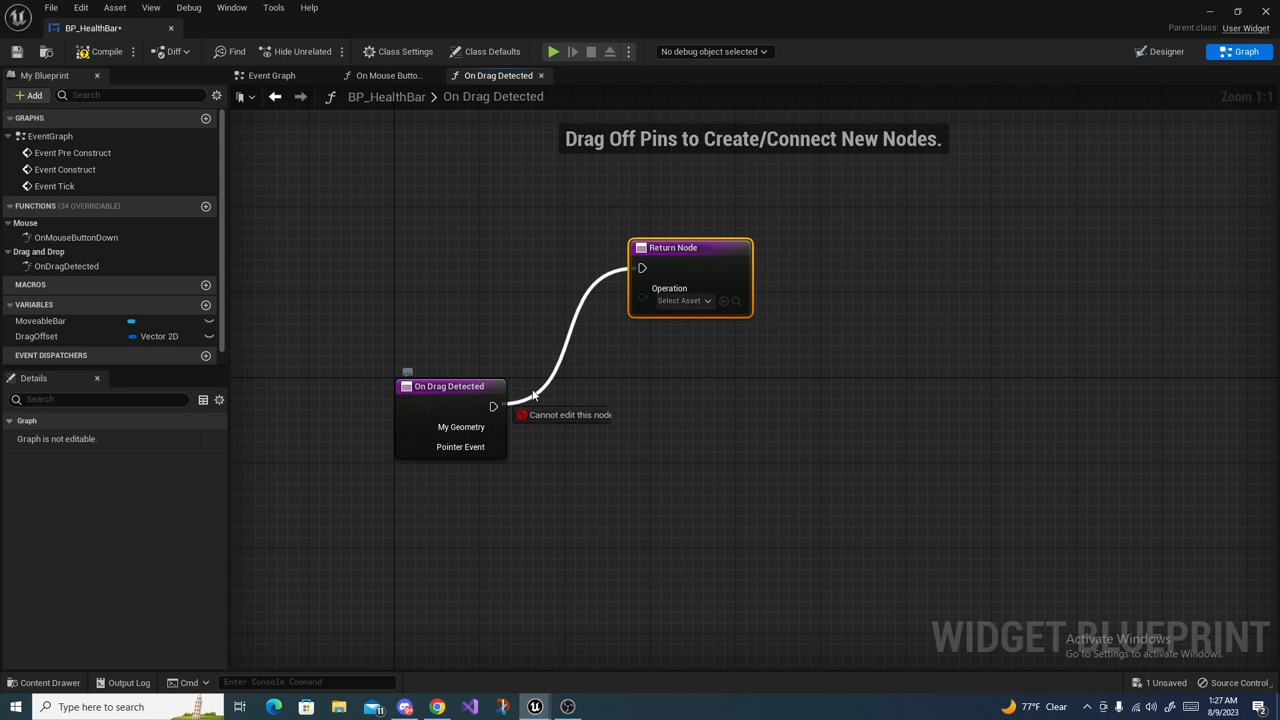 File Edit Asset View Debug Window Tools Help
BP_HealthBar*
Parent class: User Widget
Compile Diff Find Hide Unrelated Class Settings Class Defaults No debug object selected Designer Graph
My Blueprint Event Graph On Mouse Butto... On Drag Detected
Add Search BP_HealthBar > On Drag Detected Zoom 1:1
GRAPHS
EventGraph
Event Pre Construct
Event Construct
Event Tick
FUNCTIONS (34 OVERRIDABLE)
Mouse
OnMouseButtonDown
Drag and Drop
OnDragDetected
MACROS
VARIABLES
MoveableBar
DragOffset Vector 2D
EVENT DISPATCHERS
Details
Search
Graph
Graph is not editable.
Drag Off Pins to Create/Connect New Nodes.
Return Node
Operation
Select Asset
On Drag Detected
My Geometry
Pointer Event
Cannot edit this node
WIDGET BLUEPRINT
Activate Windows
Go to Settings to activate Windows.
Content Drawer Output Log Cmd Enter Console Command 1 Unsaved Source Control
Type here to search 77°F Clear 1:27 AM
8/9/2023
2